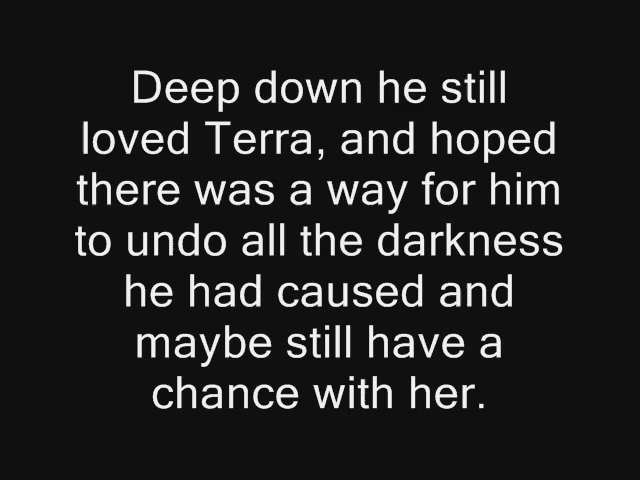 Deep down he still
loved Terra, and hoped
there was a way for him
to undo all the darkness
he had caused and
maybe still have a
chance with her.